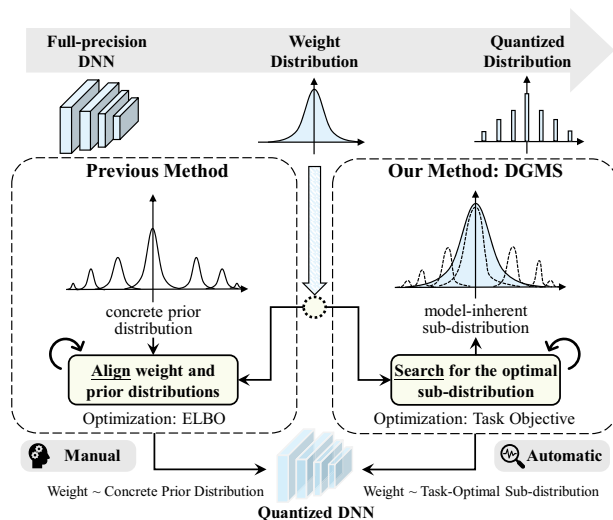 Full-precision
DNN
Weight
Distribution
Quantized
Distribution
Previous Method
Our Method: DGMS
concrete prior
distribution
model-inherent
sub-distribution
Align weight and
prior distributions
Search for the optimal
sub-distribution
Optimization: ELBO
Optimization: Task Objective
Manual
Automatic
Weight ~ Concrete Prior Distribution
Weight ~ Task-Optimal Sub-distribution
Quantized DNN